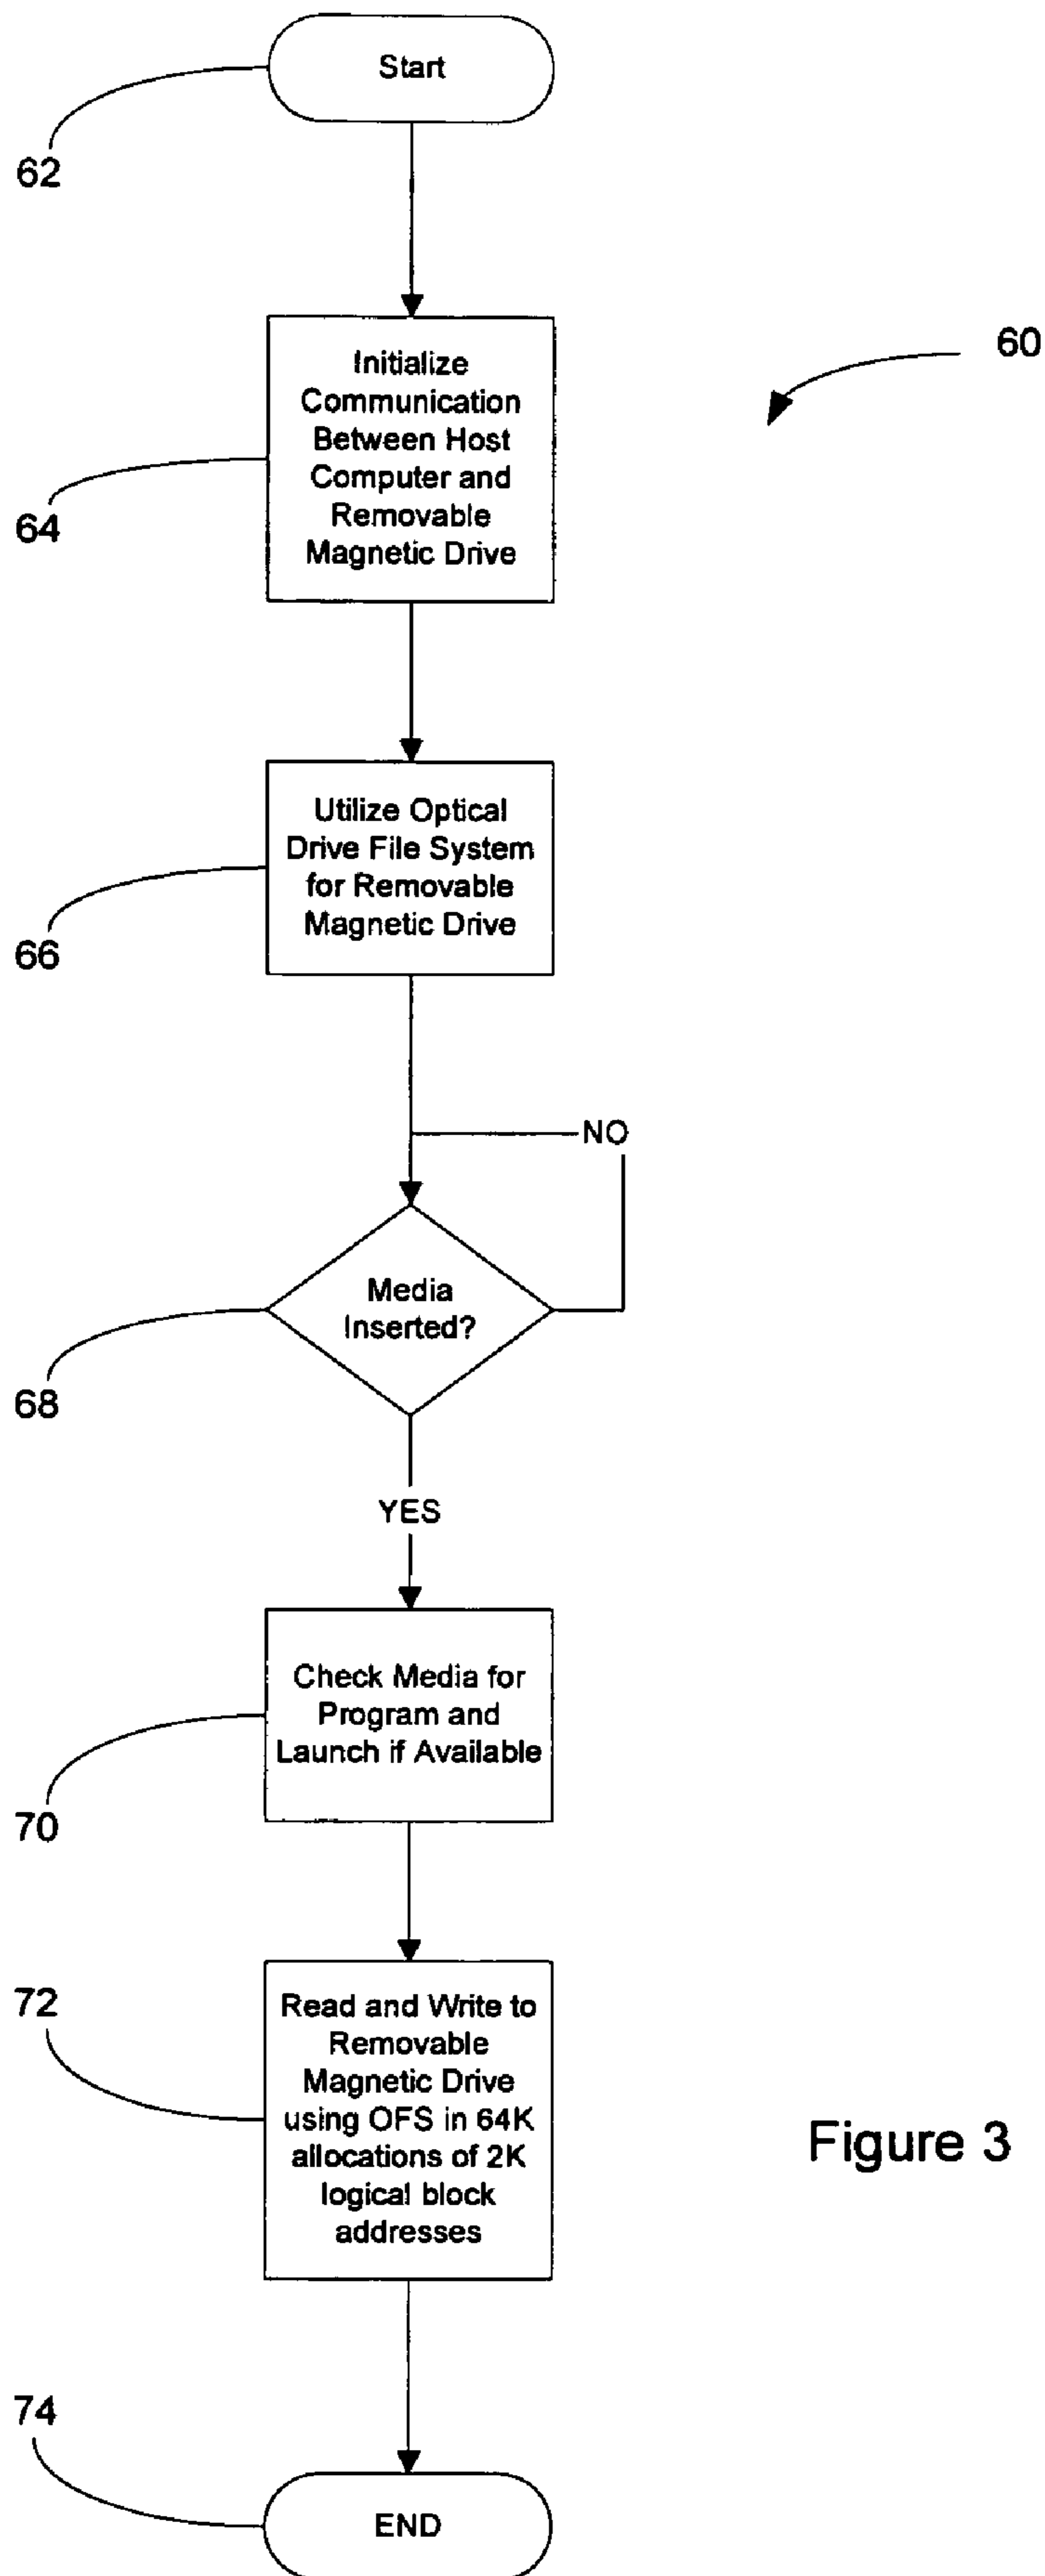 Start
62
60
Initialize
Communication
Between Host
Computer and
Removable
Magnetic Drive
64
Utilize Optical
Drive File System
for Removable
Magnetic Drive
66
NO
Media
Inserted?
68
YES
Check Media for
Program and
Launch if Available
70
72
Read and Write to
Removable
Magnetic Drive
using OFS in 64K
allocations of 2K
logical block
addresses
Figure 3
74
END